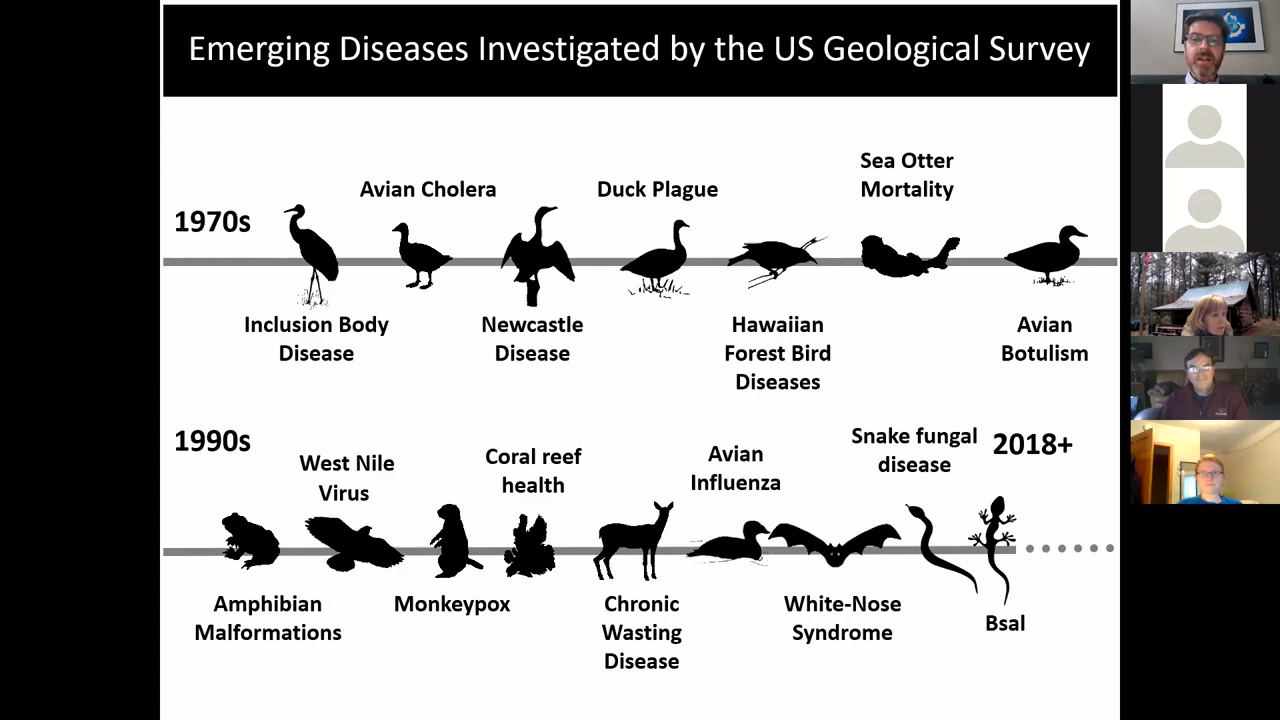 Emerging Diseases Investigated by the US Geological Survey
1970s
Avian Cholera
Duck Plague
Sea Otter
Mortality
Inclusion Body
Disease
Newcastle
Disease
Hawaiian
Forest Bird
Diseases
Avian
Botulism
1990s
West Nile
Virus
Coral reef
health
Avian
Influenza
Snake fungal
disease
2018+
Amphibian
Malformations
Monkeypox
Chronic
Wasting
Disease
White-Nose
Syndrome
Bsal